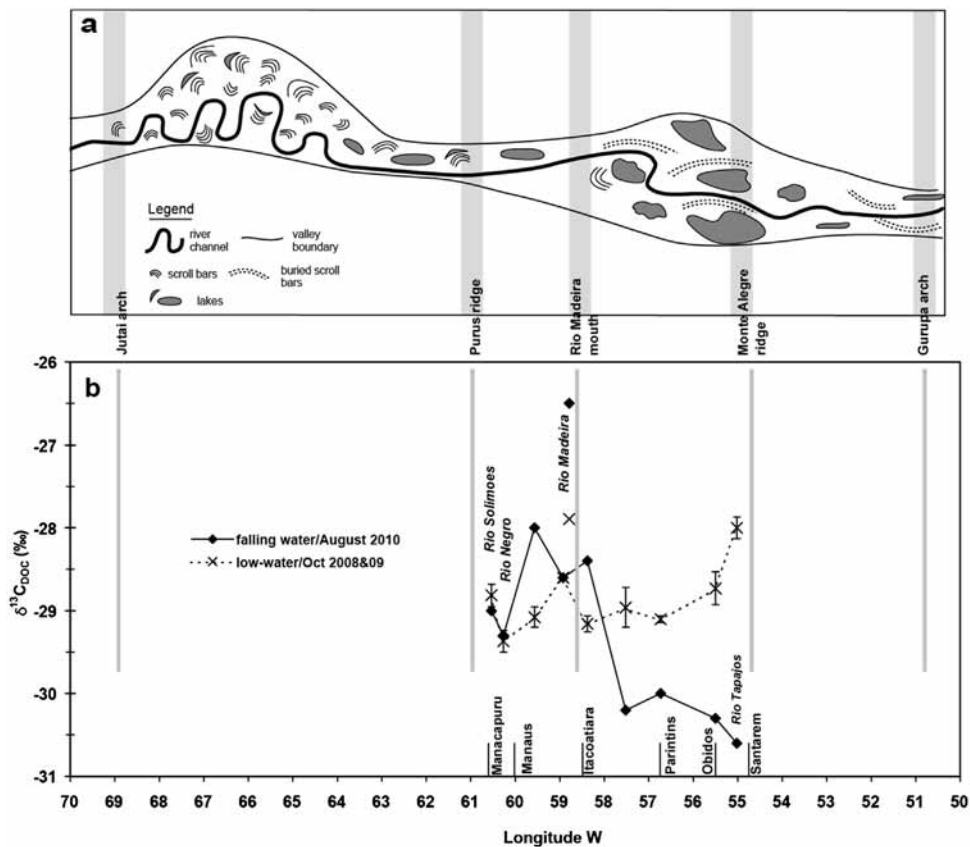 a
Legend
river channel
valley boundary
scroll bars
buried scroll bars
lakes
Jutai arch
Purus ridge
Rio Madeira mouth
Monte Alegre ridge
Gurupa arch
b
-26
-27
-28
-29
-30
-31
δ13CDOC (‰)
falling water/August 2010
low-water/Oct 2008&09
Rio Solimoes
Rio Negro
Rio Madeira
Rio Tapajos
Manacapuru
Manaus
Itacoatiara
Parintins
Obidos
Santarem
70 69 68 67 66 65 64 63 62 61 60 59 58 57 56 55 54 53 52 51 50
Longitude W